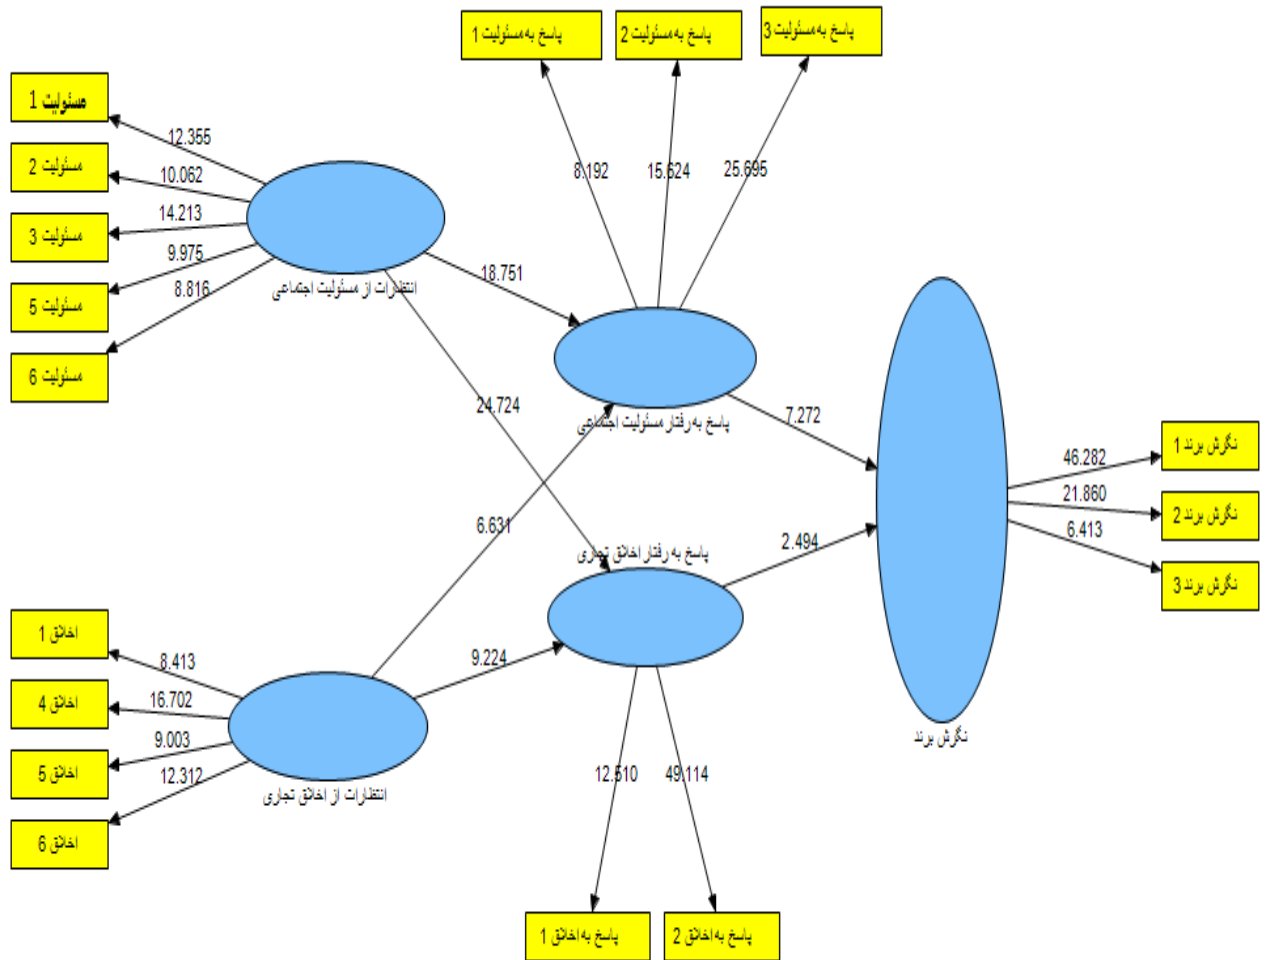 پاسخ به مسئولیت 1
پاسخ به مسئولیت 2
پاسخ به مسئولیت 3
مسئولیت 1
12.355
مسئولیت 2
10.062
مسئولیت 3
14.213
مسئولیت 5
9.975
مسئولیت 6
8.816
8.192
15.624
25.695
انتظارات از مسئولیت اجتماعی
18.751
24.724
پاسخ به رفتار مسئولیت اجتماعی
7.272
6.631
پاسخ به رفتار اخلاق تجاری
2.494
46.282
21.860
6.413
نگرش برند 1
نگرش برند 2
نگرش برند 3
نگرش برند
اخلاق 1
8.413
اخلاق 4
16.702
اخلاق 5
9.003
اخلاق 6
12.312
9.224
انتظارات از اخلاق تجاری
12.510
49.114
پاسخ به اخلاق 1
پاسخ به اخلاق 2